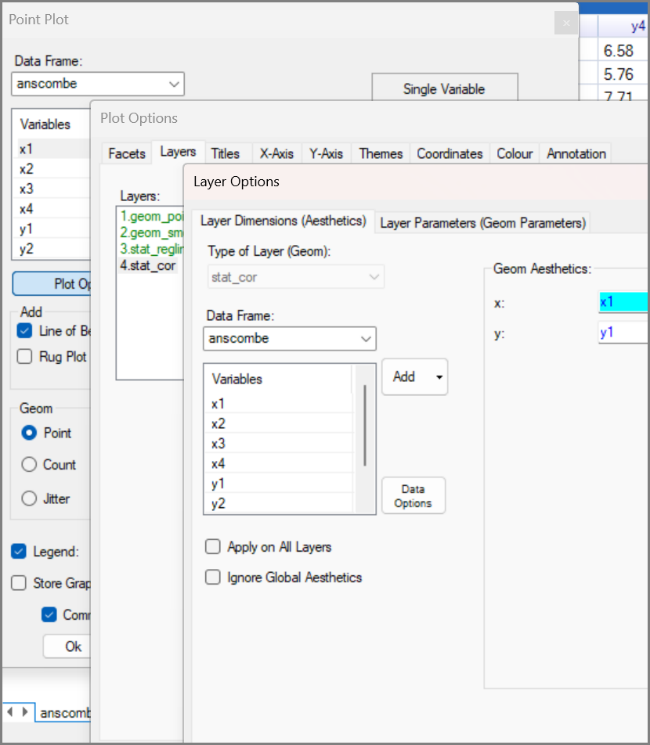 Point Plot
y4
6.58
5.76
7.71
Data Frame:
anscombe
Single Variable
Variables
x1
x2
x3
x4
y1
y2
Plot Op
Add
Line of Be
Rug Plot
Geom
Point
Count
Jitter
Legend:
Store Grap
Comm
Ok
anscomb
Plot Options
Facets Layers Titles X-Axis Y-Axis Themes Coordinates Colour Annotation
Layers:
1.geom_poi
2.geom_sm
3.stat_reglin
4.stat_cor
Layer Options
Layer Dimensions (Aesthetics) Layer Parameters (Geom Parameters)
Type of Layer (Geom):
stat_cor
Data Frame:
anscombe
Variables
x1
x2
x3
x4
y1
y2
Add
Data
Options
Apply on All Layers
Ignore Global Aesthetics
Geom Aesthetics:
x: x1
y: y1